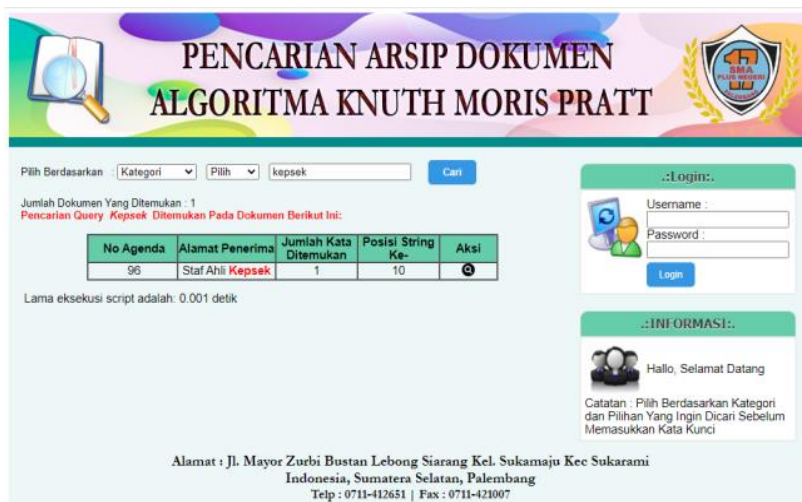 PENCARIAN ARSIP DOKUMEN
ALGORITMA KNUTH MORIS PRATT
SMA
PLUS NEGERI
17
PALEMBANG
Pilih Berdasarkan : Kategori Pilih kepsek Cari
Jumlah Dokumen Yang Ditemukan : 1
Pencarian Query Kepsek Ditemukan Pada Dokumen Berikut Ini:
No Agenda Alamat Penerima Jumlah Kata Ditemukan Posisi String Ke- Aksi
96 Staf Ahli Kepsek 1 10
Lama eksekusi script adalah: 0.001 detik
.:Login:.
Username :
Password :
Login
.:INFORMASI:.
Hallo, Selamat Datang
Catatan : Pilih Berdasarkan Kategori
dan Pilihan Yang Ingin Dicari Sebelum
Memasukkan Kata Kunci
Alamat : Jl. Mayor Zurbi Bustan Lebong Siarang Kel. Sukamaju Kec Sukarami
Indonesia, Sumatera Selatan, Palembang
Telp : 0711-412651 | Fax : 0711-421007